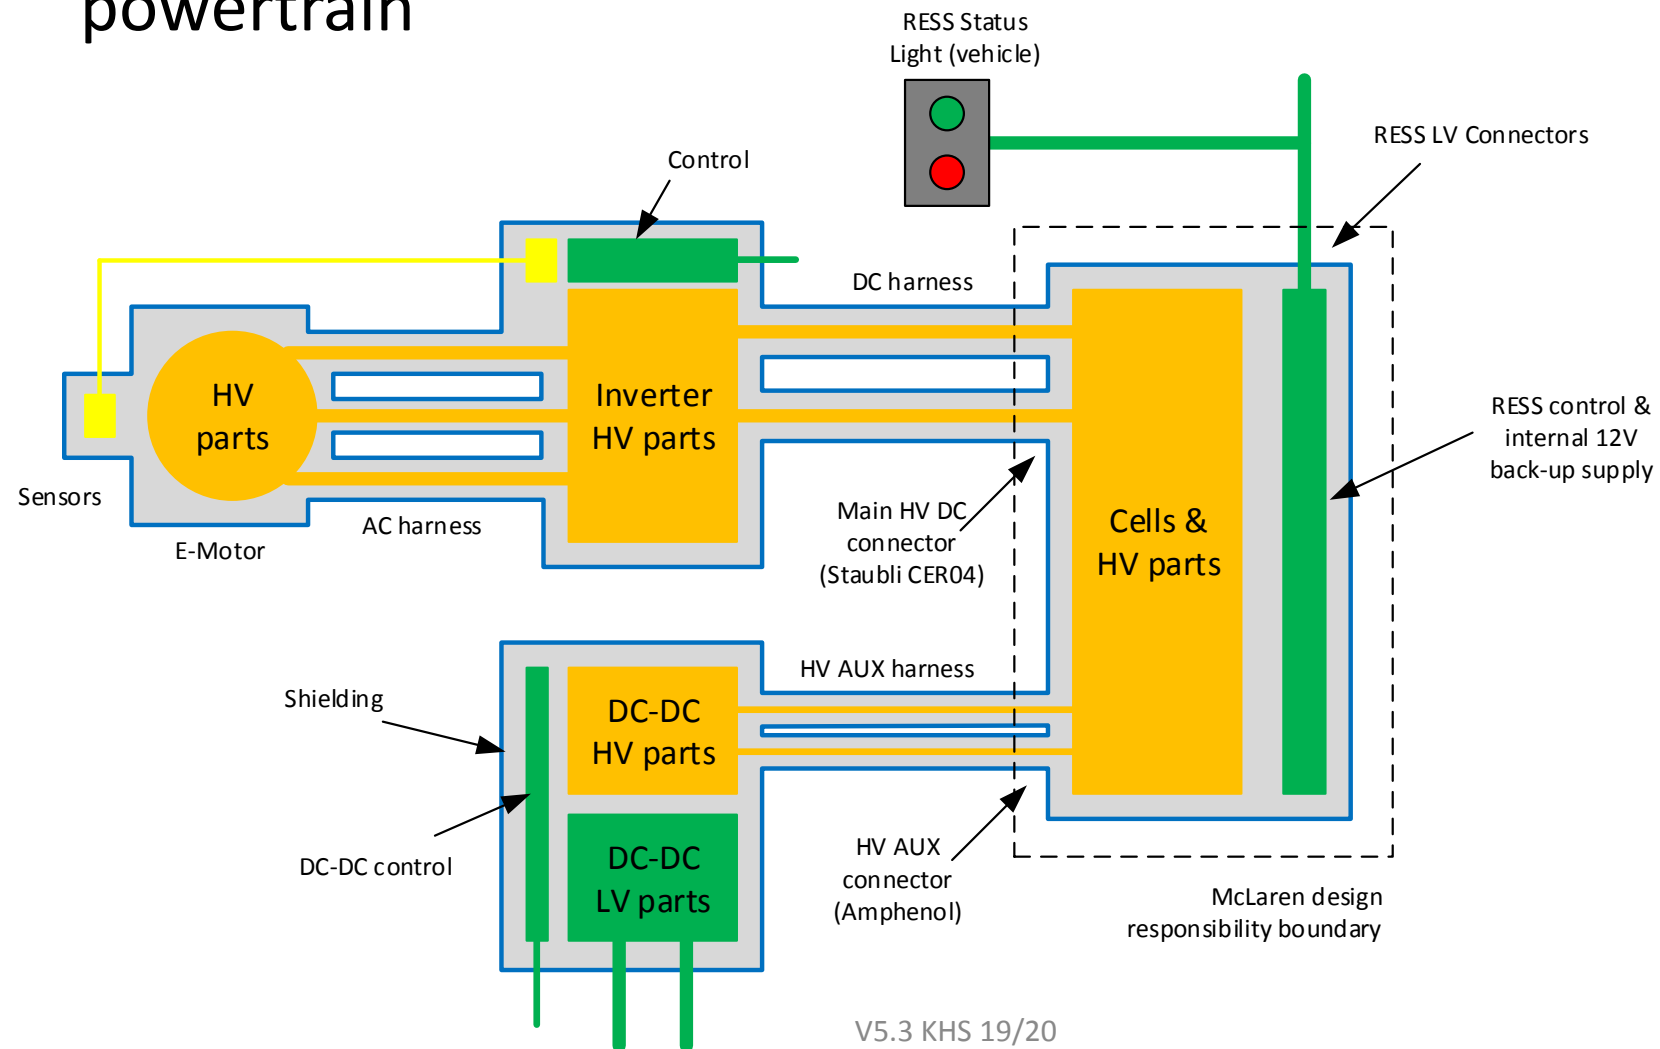 powertrain
RESS Status
Light (vehicle)
RESS LV Connectors
Control
DC harness
HV
parts
Inverter
HV parts
RESS control &
internal 12V
back-up supply
Sensors
AC harness
E-Motor
Main HV DC
connector
(Staubli CER04)
Cells &
HV parts
HV AUX harness
Shielding
DC-DC
HV parts
DC-DC control
DC-DC
LV parts
HV AUX
connector
(Amphenol)
McLaren design
responsibility boundary
V5.3 KHS 19/20